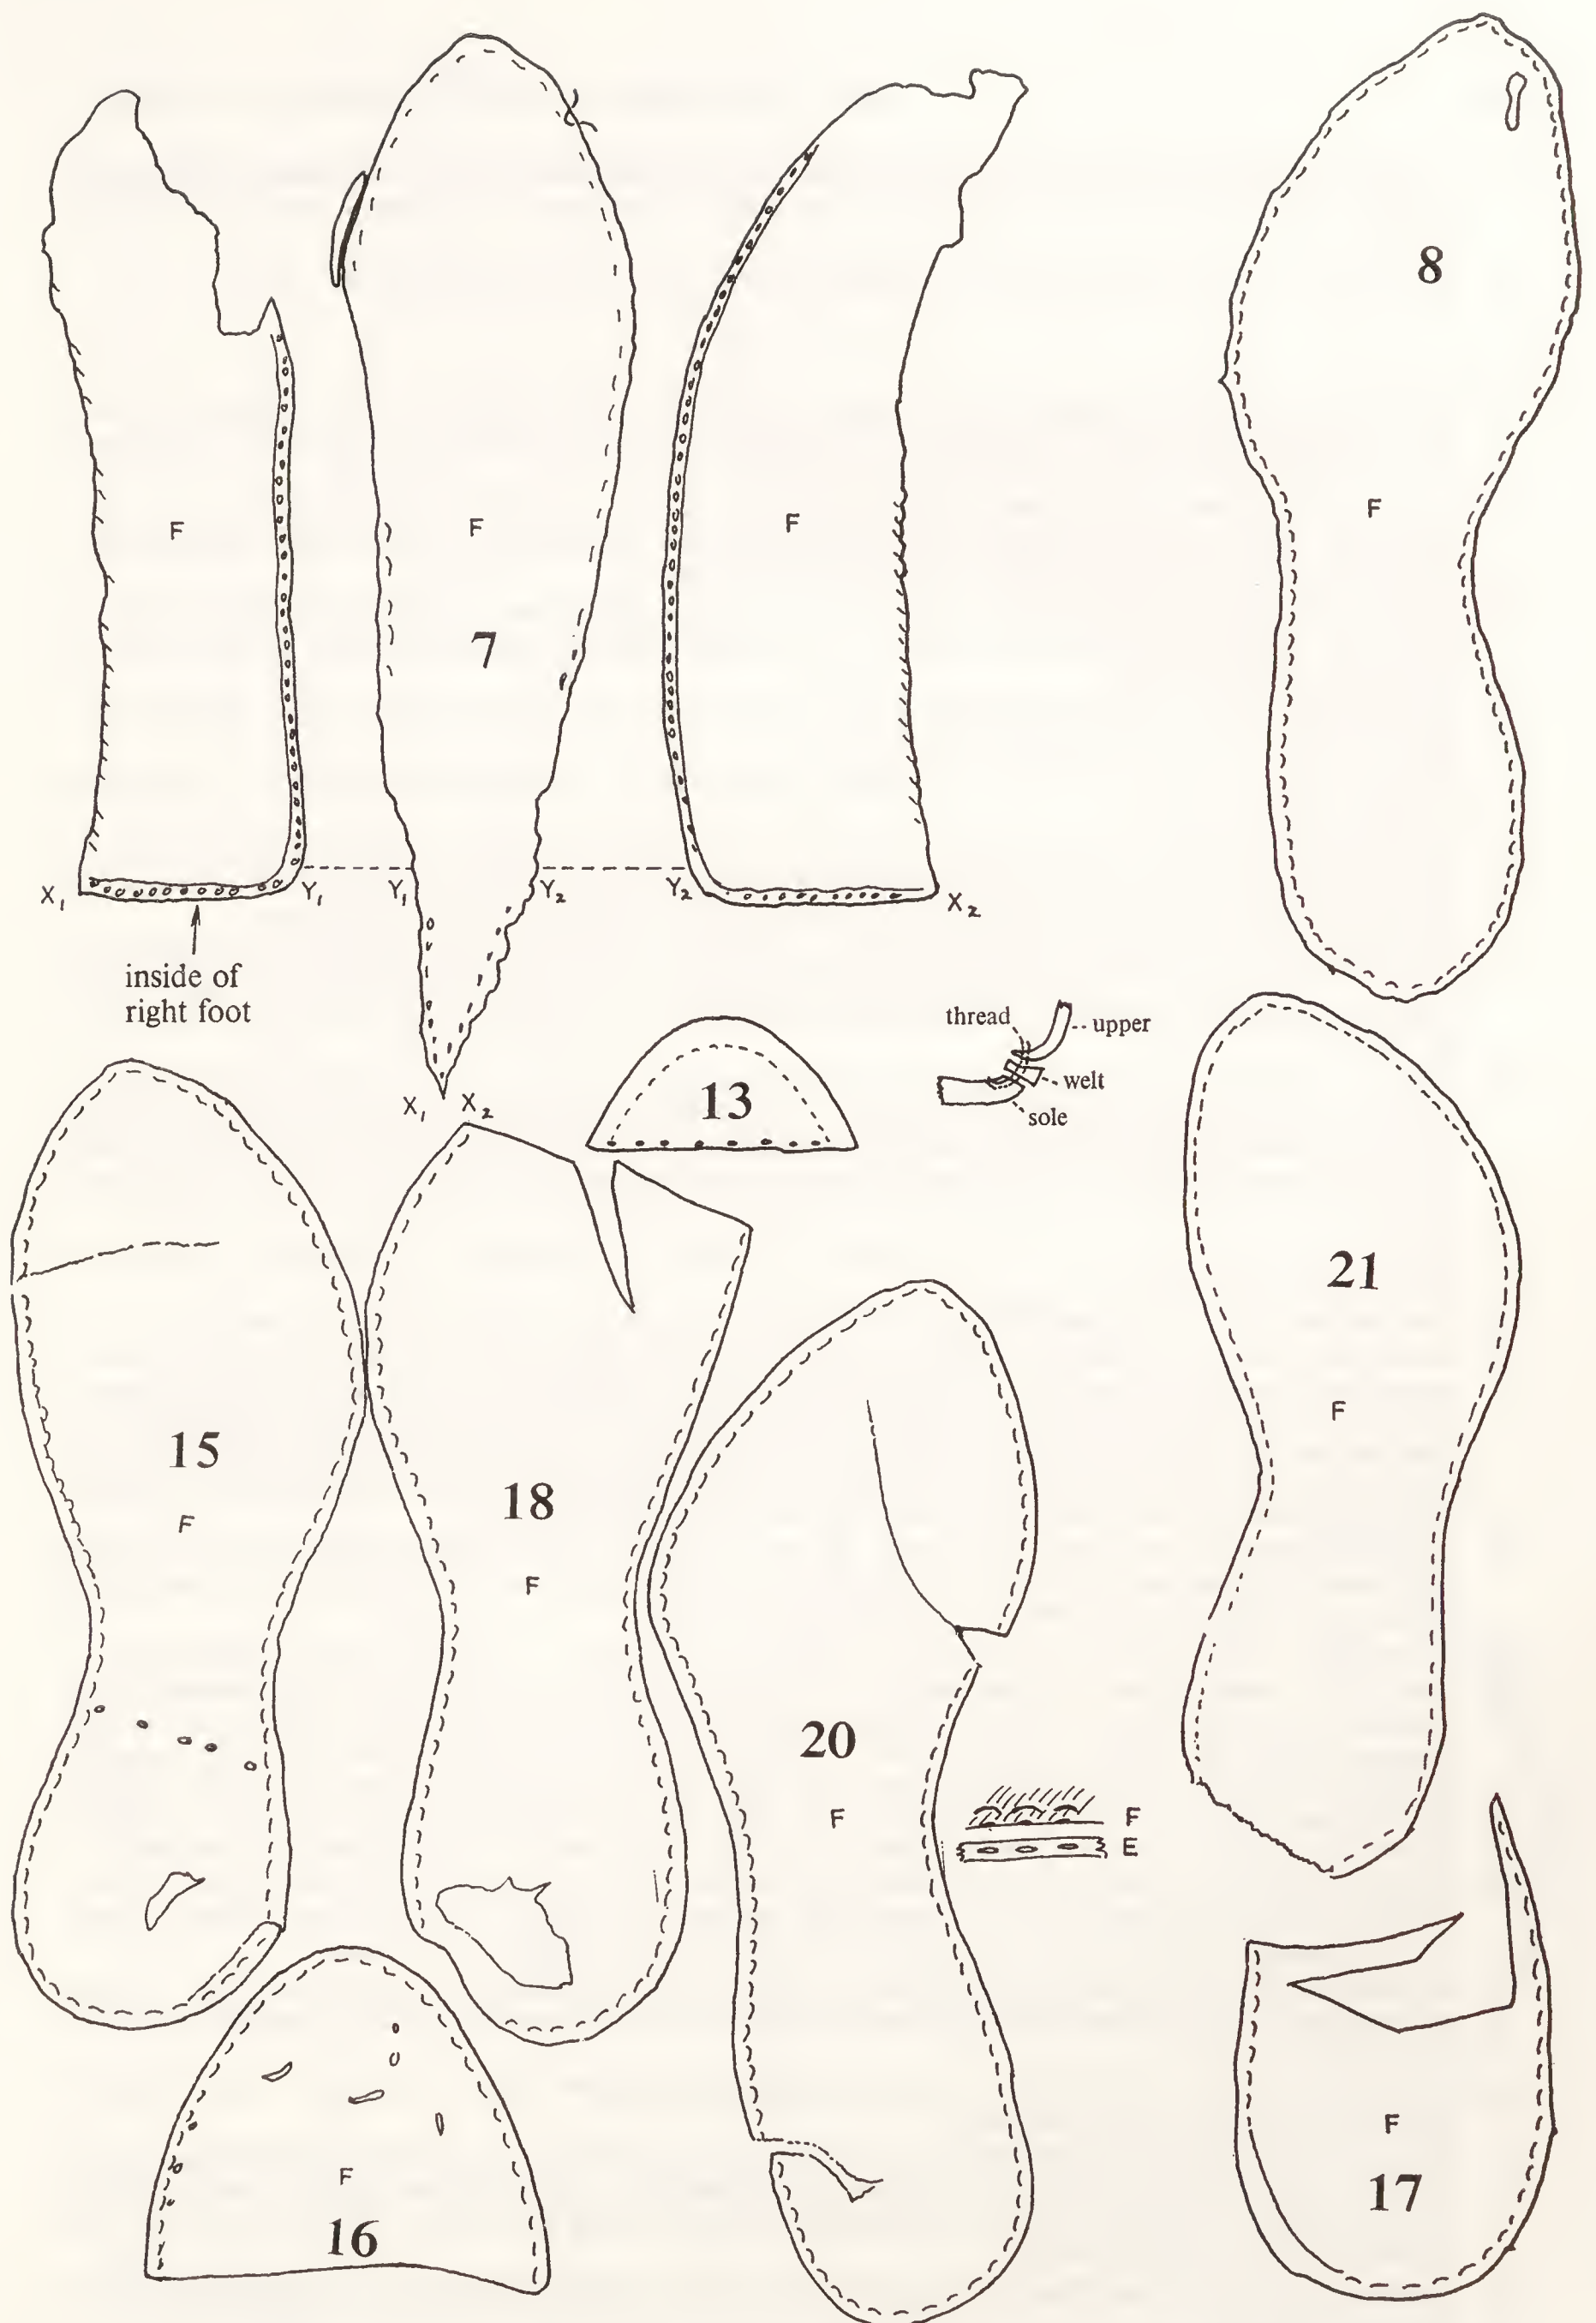 8
F
F
F
F
7
X₁
Y₁
Y₁
Y₂
Y₂
X₂
inside of
right foot
X₁
X₂
13
thread
upper
welt
sole
15
F
18
F
21
F
20
F
F
E
F
16
F
17